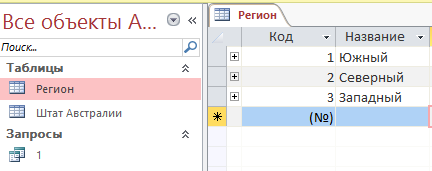 Все объекты A...
Поиск...
Таблицы
Регион
Штат Австралии
Запросы
1
Регион
Код Название
1 Южный
2 Северный
3 Западный
(№)